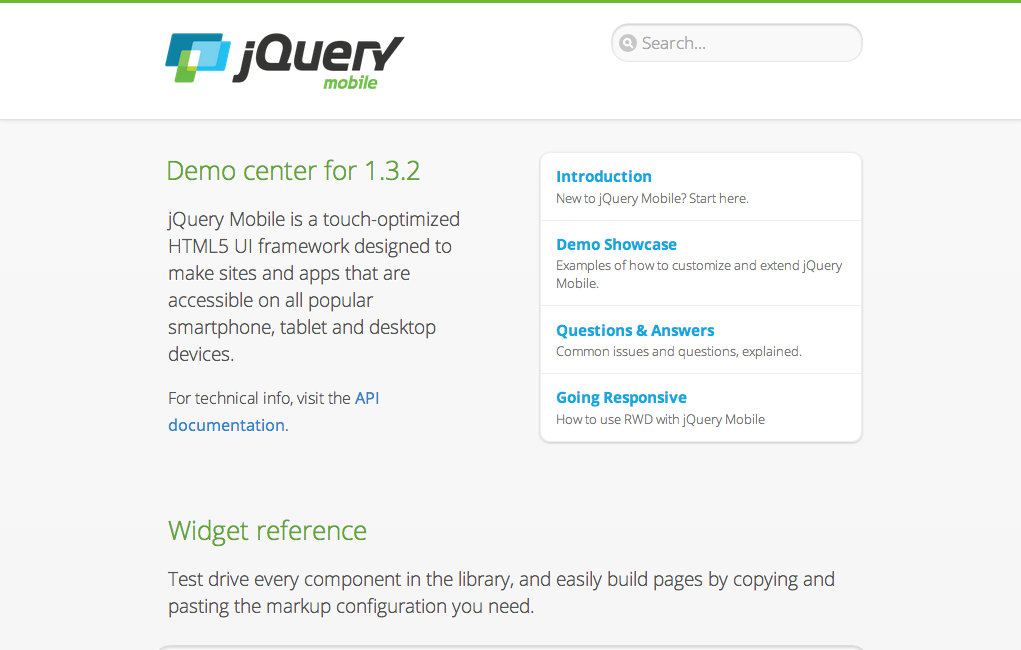 jQuery
mobile
Search...
Demo center for 1.3.2
jQuery Mobile is a touch-optimized
HTML5 UI framework designed to
make sites and apps that are
accessible on all popular
smartphone, tablet and desktop
devices.
For technical info, visit the API
documentation.
Introduction
New to jQuery Mobile? Start here.
Demo Showcase
Examples of how to customize and extend jQuery
Mobile.
Questions & Answers
Common issues and questions, explained.
Going Responsive
How to use RWD with jQuery Mobile
Widget reference
Test drive every component in the library, and easily build pages by copying and
pasting the markup configuration you need.